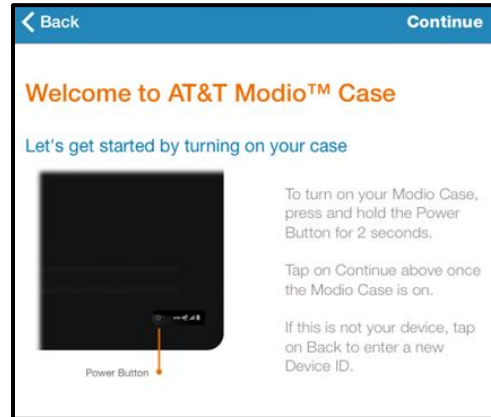 Back
Continue
Welcome to AT&T Modio™ Case
Let's get started by turning on your case
To turn on your Modio Case,
press and hold the Power
Button for 2 seconds.
Tap on Continue above once
the Modio Case is on.
If this is not your device, tap
on Back to enter a new
Device ID.
Power Button